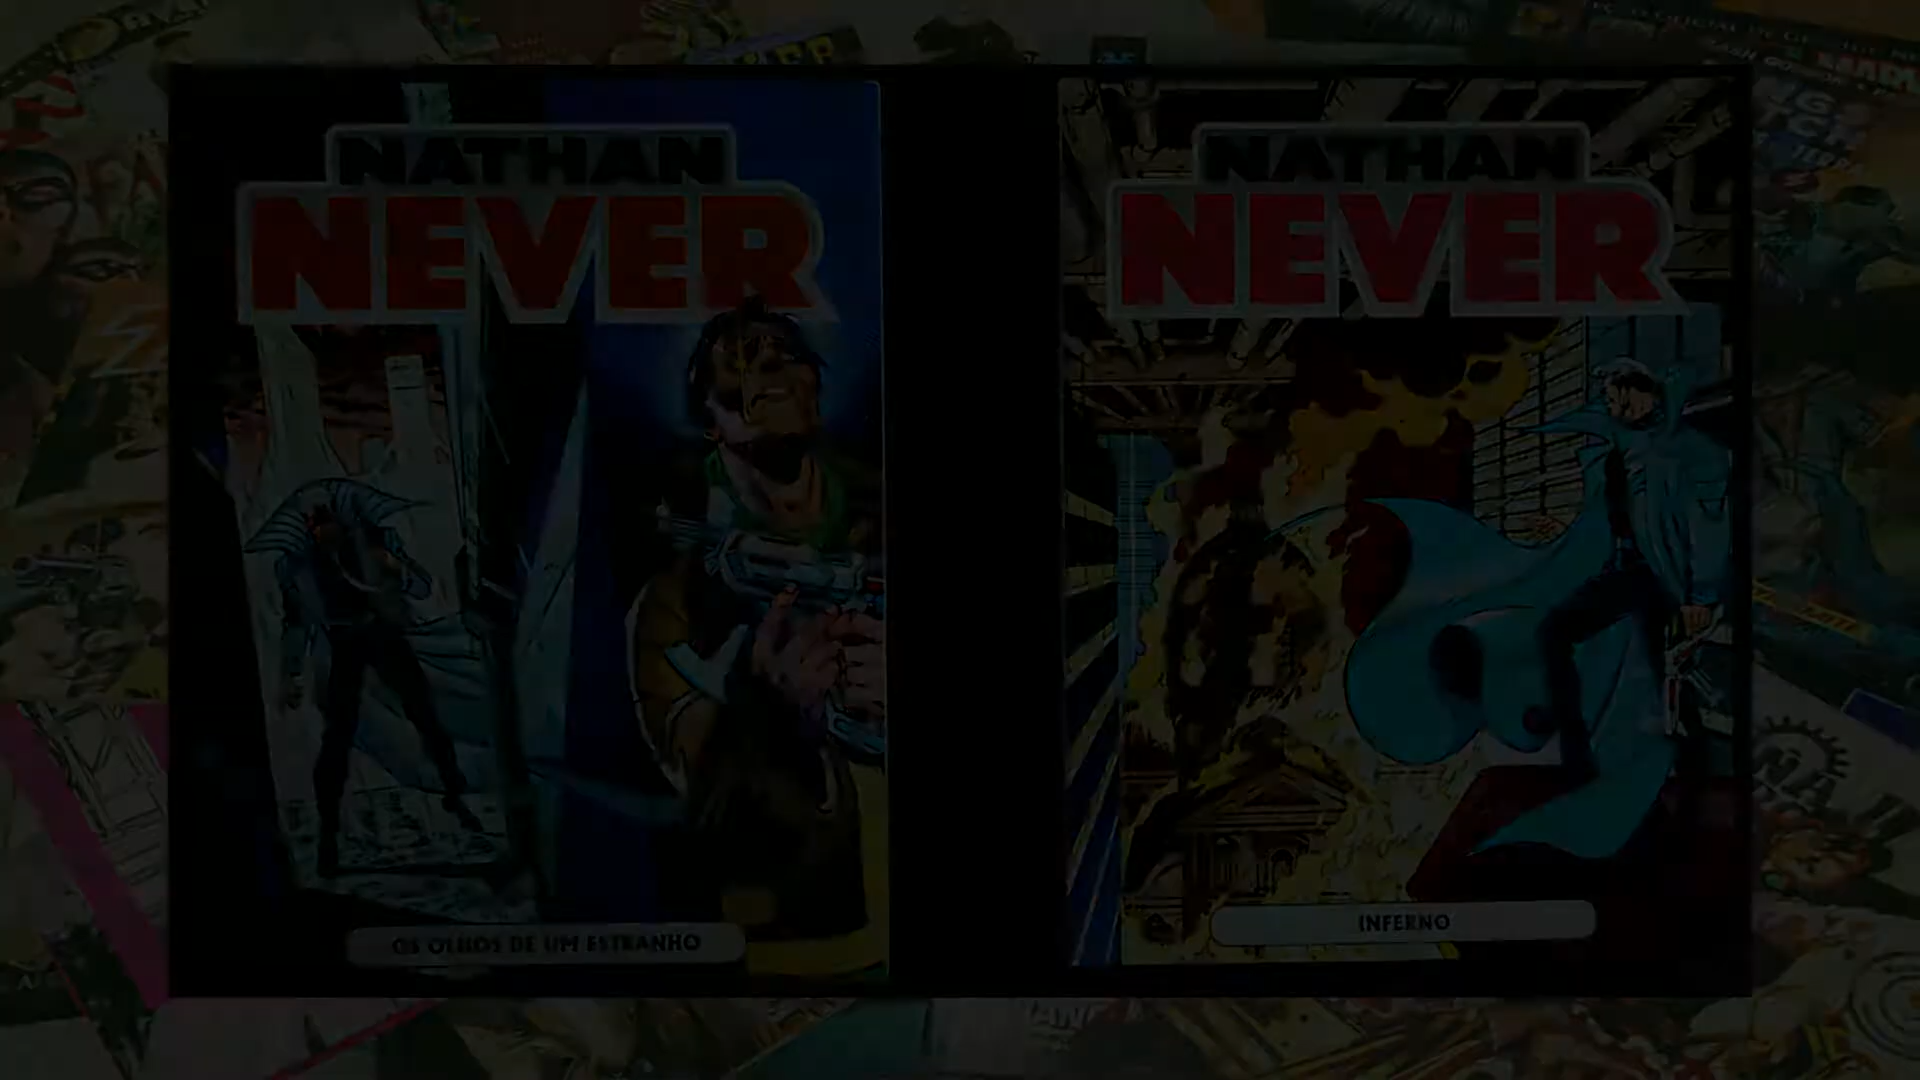 NATHAN
NEVER
OS OLHOS DE UM ESTRANHO
NATHAN
NEVER
INFERNO